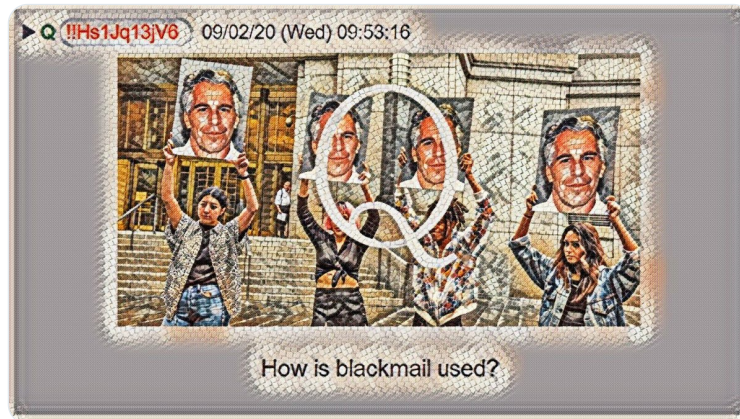 ▶ Q !!Hs1Jq13jV6 09/02/20 (Wed) 09:53:16
Q
How is blackmail used?